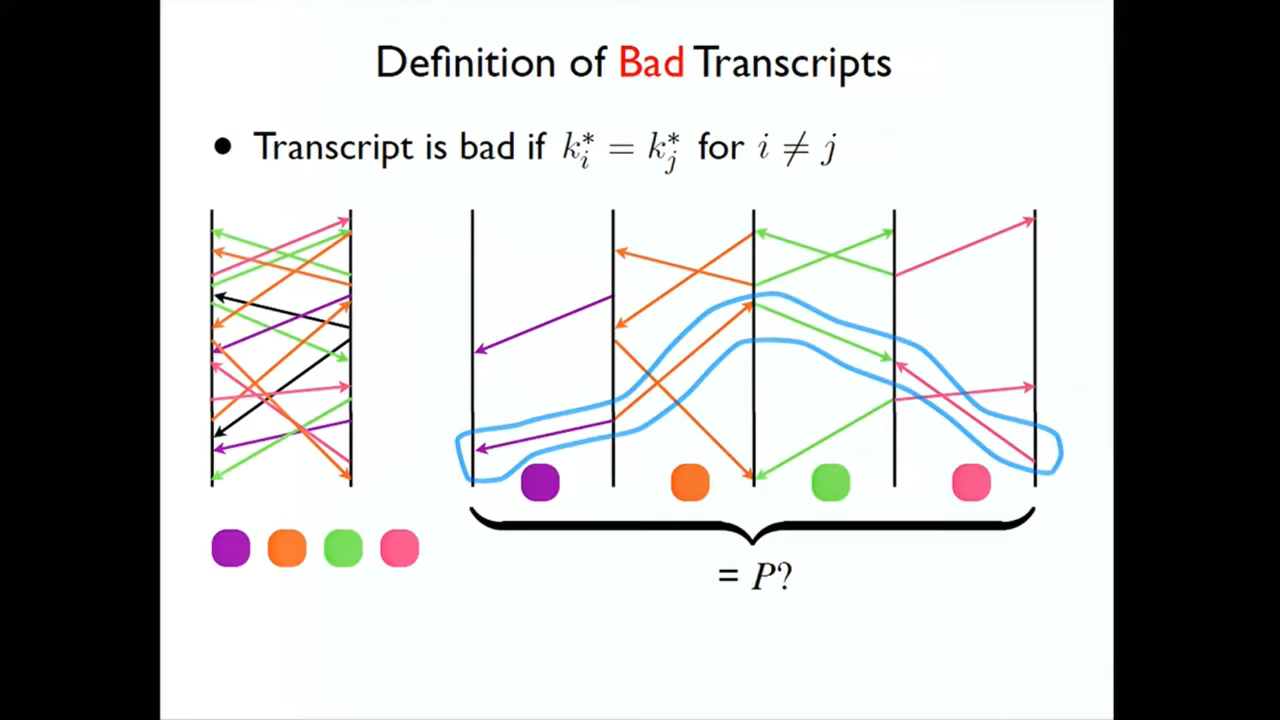 Definition of Bad Transcripts
• Transcript is bad if $k_i^* = k_j^*$ for $i \neq j$
= P?